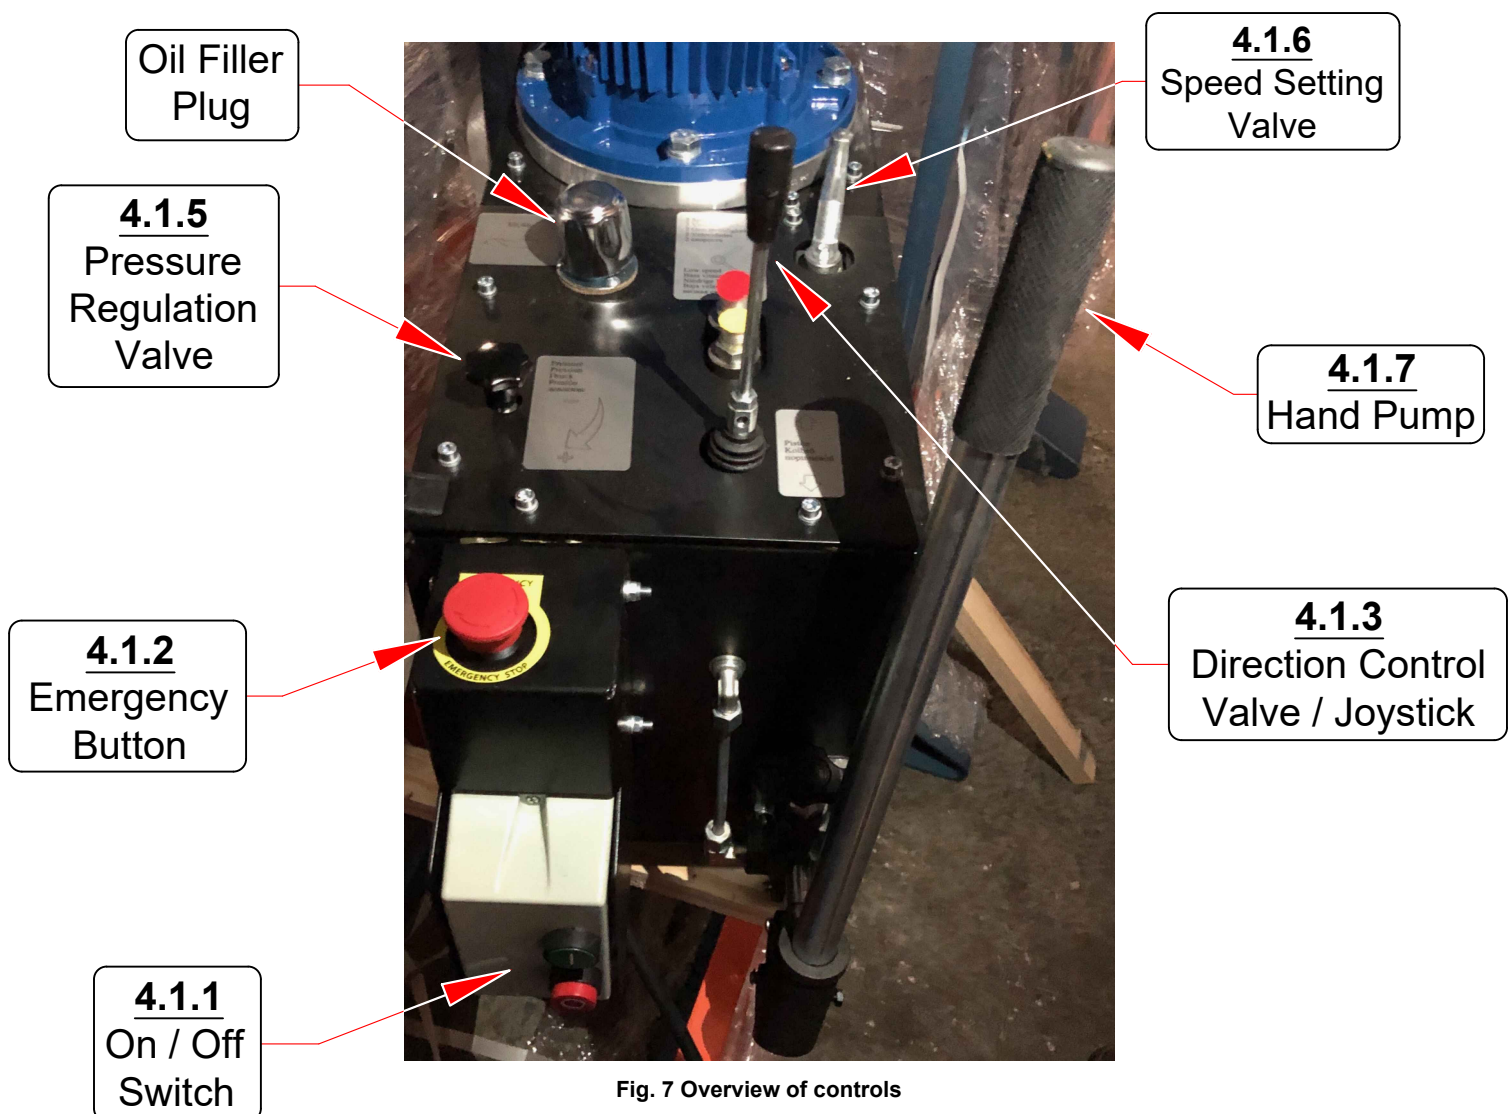 Oil Filler
Plug
4.1.6
Speed Setting
Valve
4.1.5
Pressure
Regulation
Valve
4.1.7
Hand Pump
4.1.2
Emergency
Button
EMERGENCY STOP
4.1.3
Direction Control
Valve / Joystick
4.1.1
On / Off
Switch
Fig. 7 Overview of controls